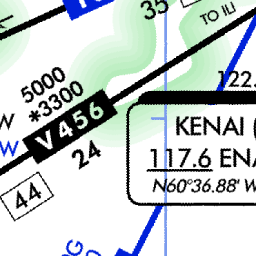 35
TO ILI
122.
5000
*3300
V456
24
44
W
W
KENAI (
117.6 ENA
N60°36.88' W